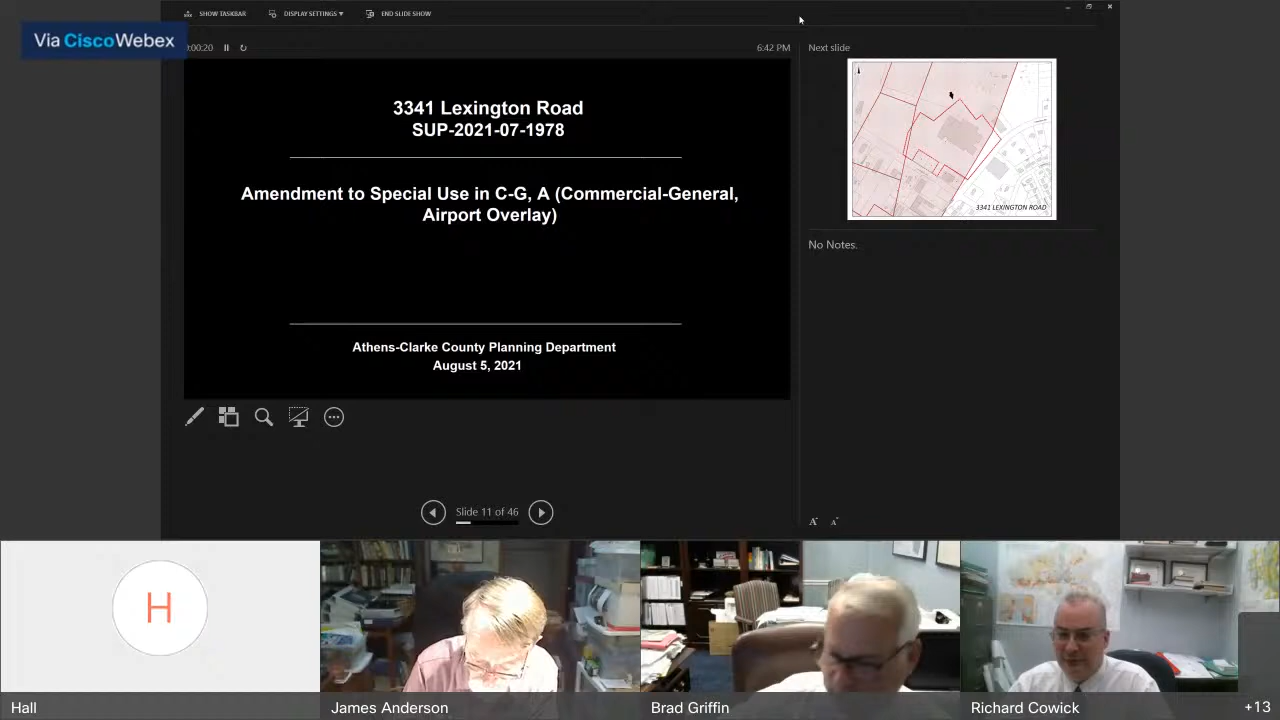 SHOW TASKBAR
DISPLAY SETTINGS ▾
END SLIDE SHOW
Via CiscoWebex
:00:20
6:42 PM
Next slide
3341 Lexington Road
SUP-2021-07-1978
Amendment to Special Use in C-G, A (Commercial-General,
Airport Overlay)
Athens-Clarke County Planning Department
August 5, 2021
3341 LEXINGTON ROAD
No Notes.
Slide 11 of 46
A A
H
Hall
James Anderson
Brad Griffin
Richard Cowick
+13